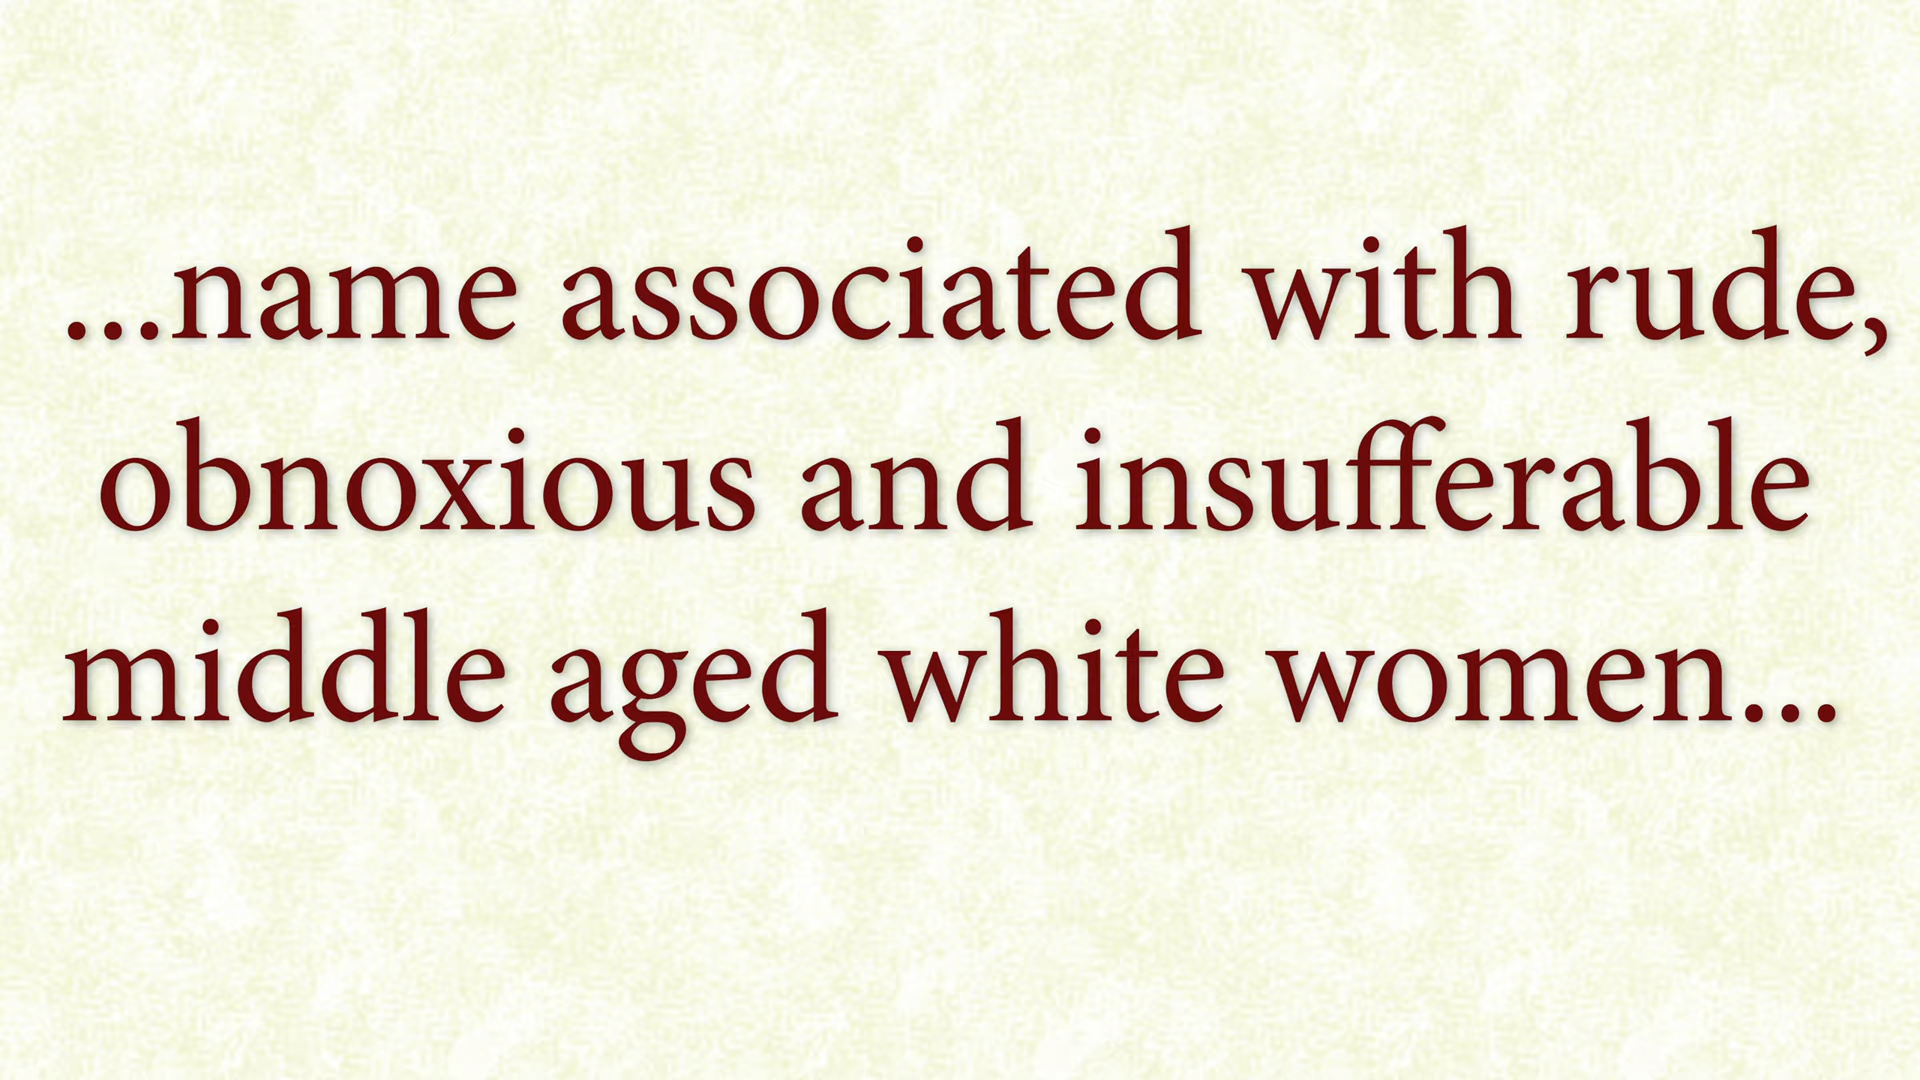 ...name associated with rude,
obnoxious and insufferable
middle aged white women...